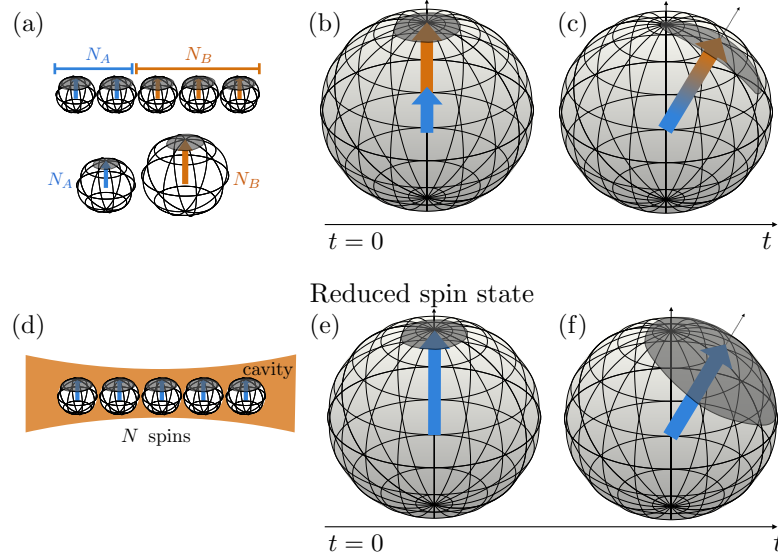 (a)
N_A N_B
N_A N_B
(b)
(c)
t = 0 t
Reduced spin state
(d)
cavity
N spins
(e)
(f)
t = 0 t